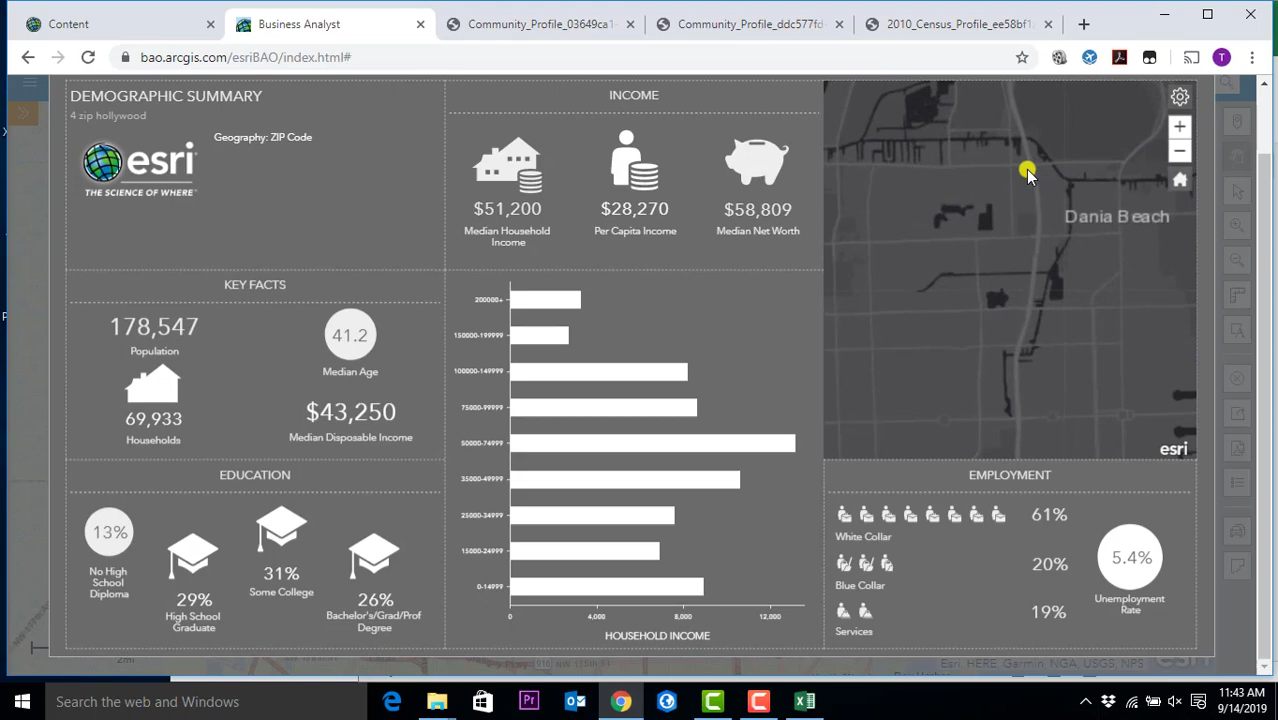 Content
Business Analyst
Community_Profile_03649ca1-
Community_Profile_ddc577fd-
2010_Census_Profile_ee58bf1
bao.arcgis.com/esriBAO/index.html#
T
DEMOGRAPHIC SUMMARY
4 zip hollywood
Geography: ZIP Code
esri
THE SCIENCE OF WHERE
INCOME
$51,200
Median Household
Income
$28,270
Per Capita Income
$58,809
Median Net Worth
Dania Beach
esri
KEY FACTS
178,547
Population
41.2
Median Age
69,933
Households
$43,250
Median Disposable Income
200000+
150000-199999
100000-149999
75000-99999
50000-74999
35000-49999
25000-34999
15000-24999
0-14999
0
4,000
8,000
12,000
HOUSEHOLD INCOME
EDUCATION
13%
No High
School
Diploma
29%
High School
Graduate
31%
Some College
26%
Bachelor's/Grad/Prof
Degree
EMPLOYMENT
61%
White Collar
20%
Blue Collar
19%
Services
5.4%
Unemployment
Rate
2mi
Esri, HERE, Garmin, NGA, USGS, NPS
Search the web and Windows
11:43 AM
9/14/2019